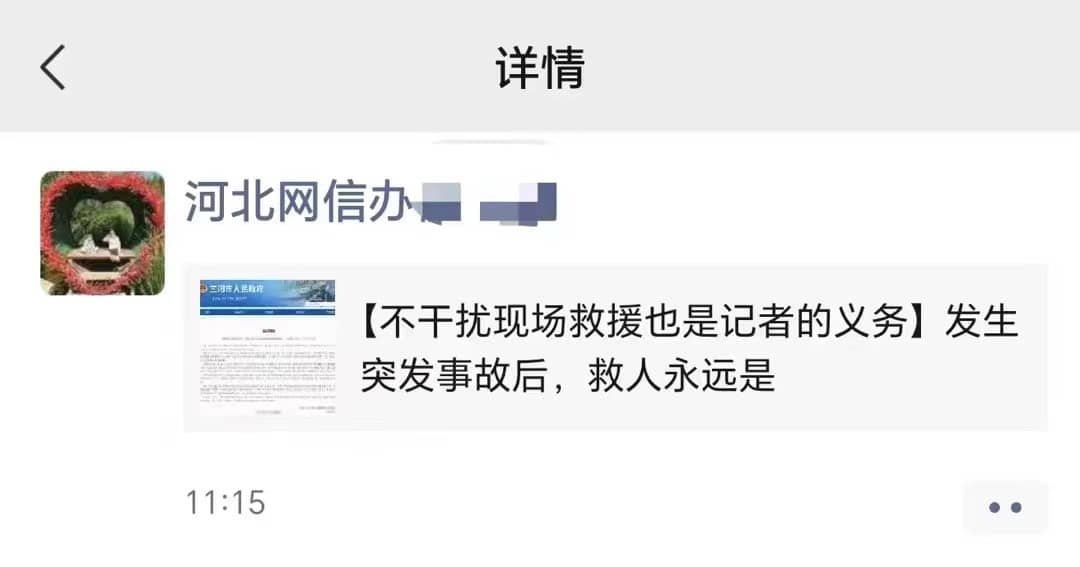 详情
河北网信办
三河市人民政府
【不干扰现场救援也是记者的义务】发生
突发事故后，救人永远是
11:15